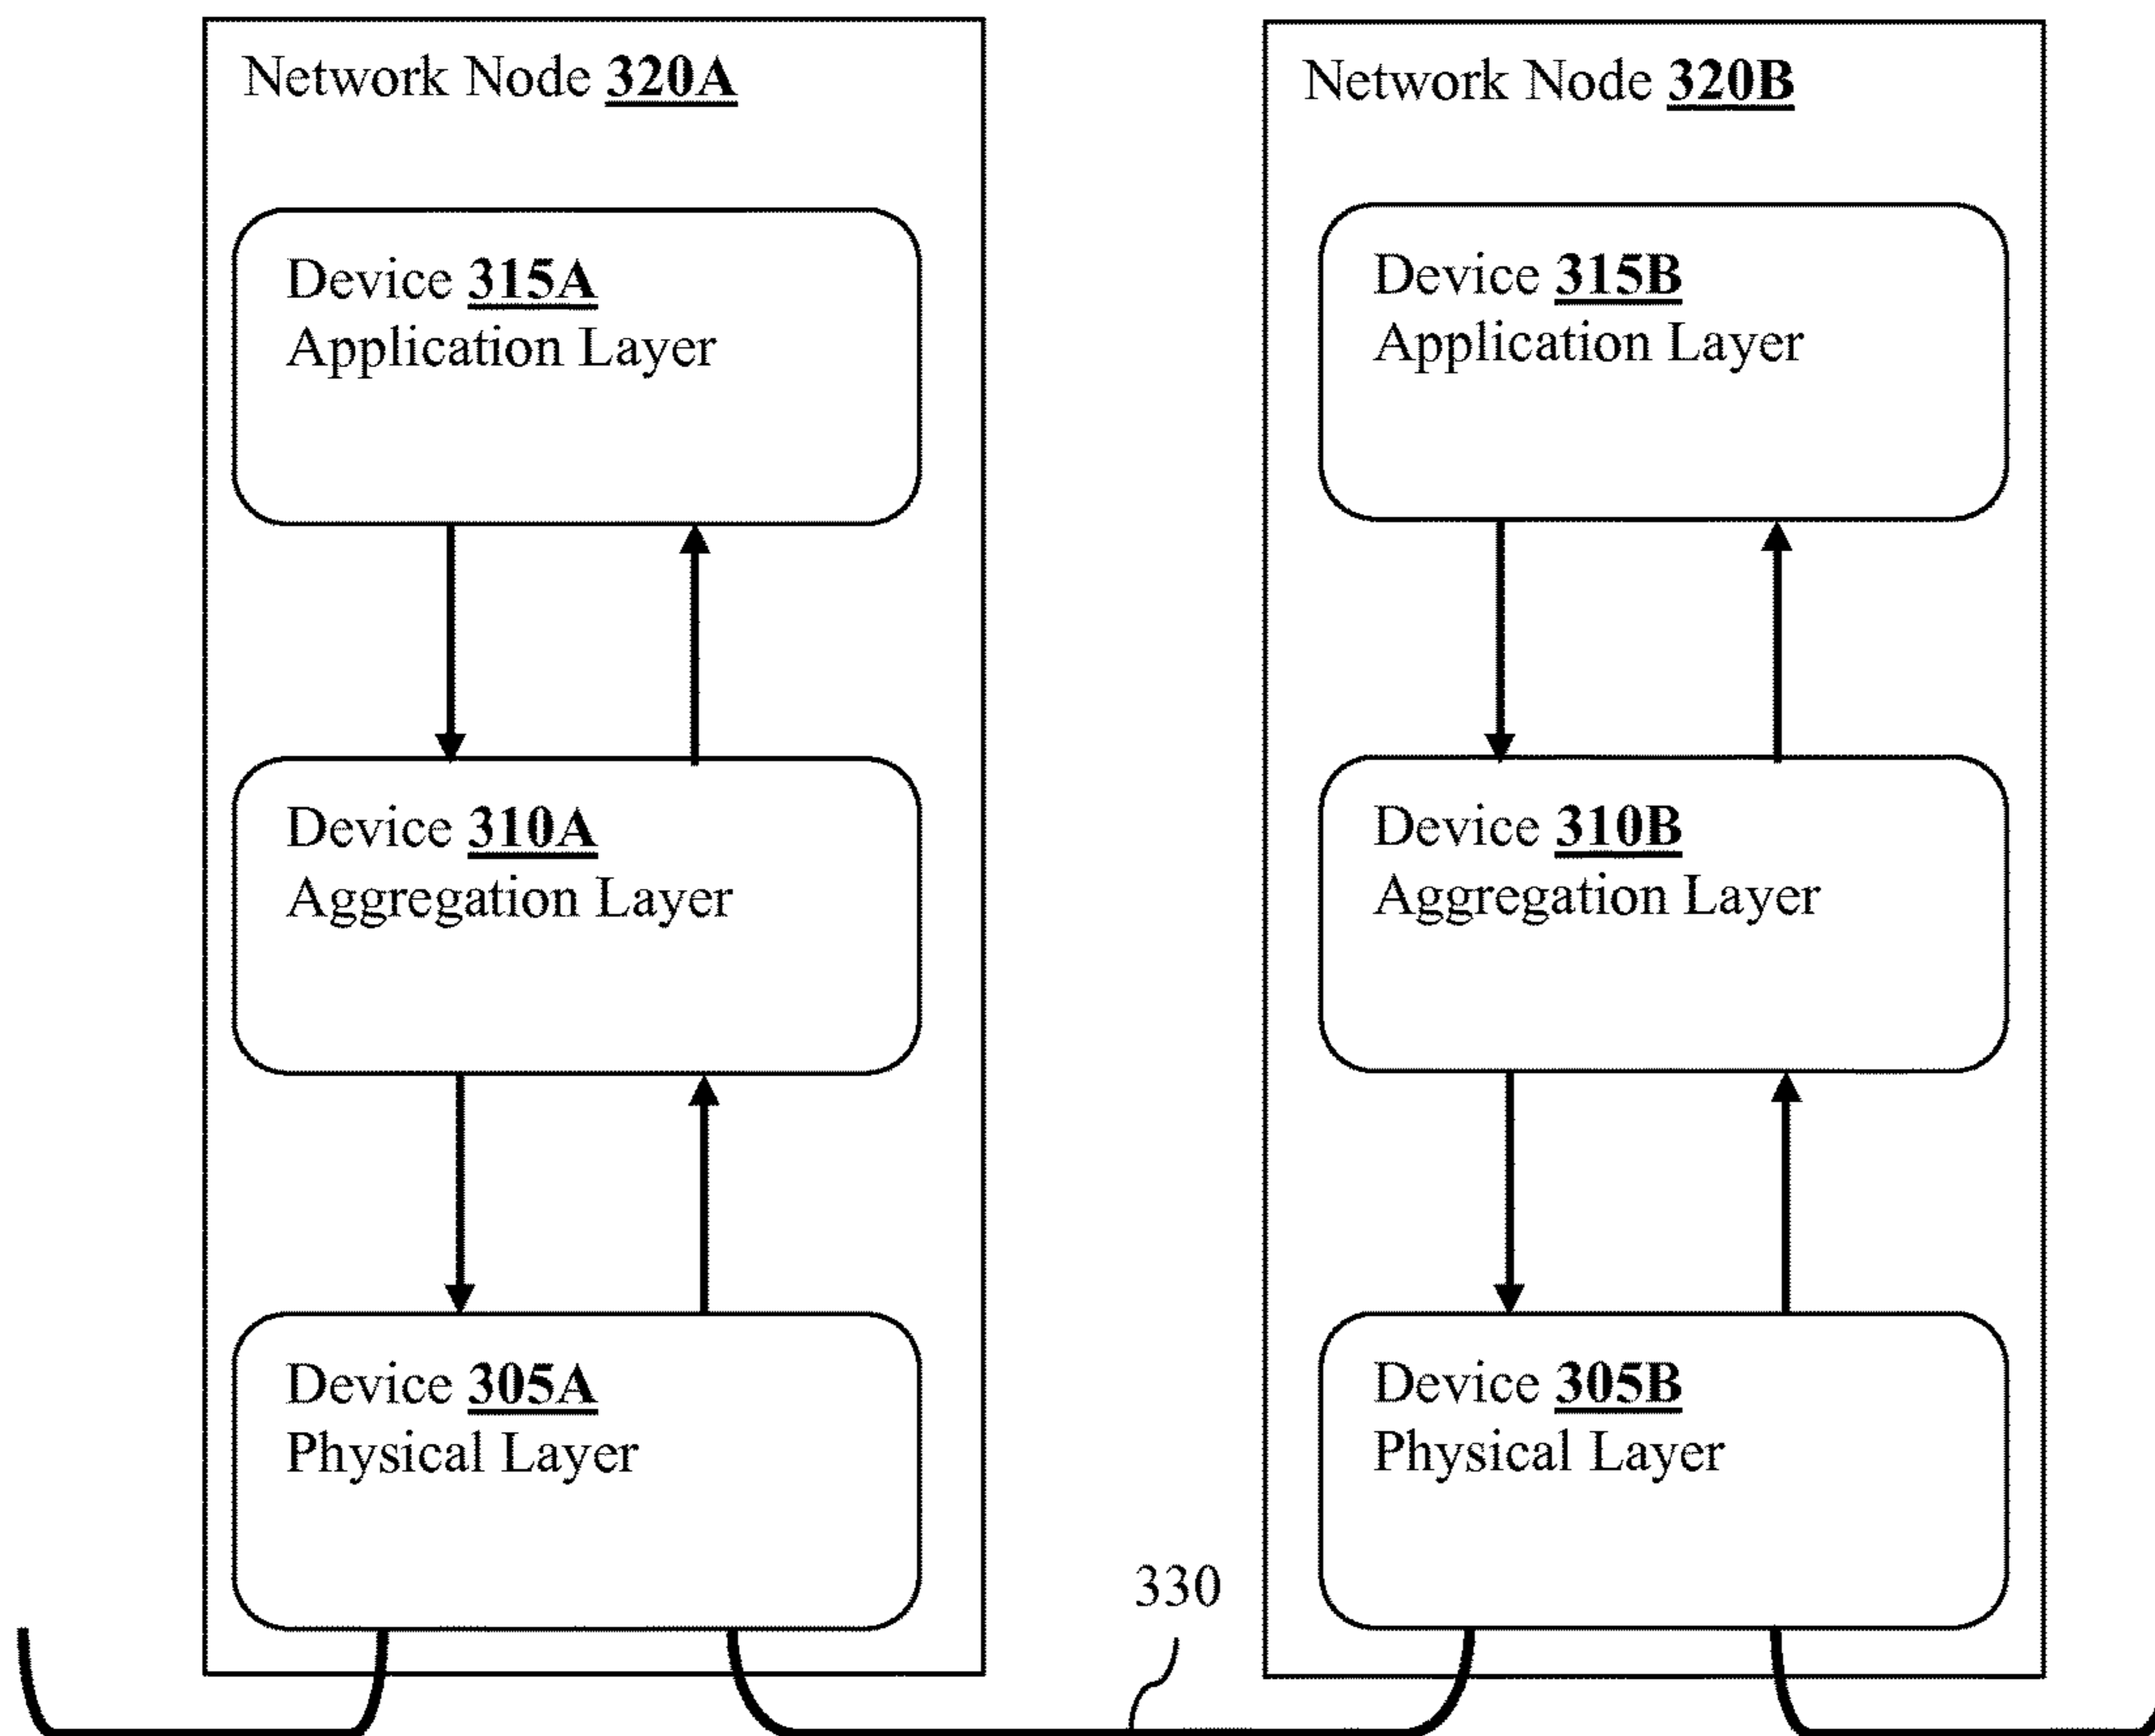 Network Node 320A
Device 315A
Application Layer
Device 310A
Aggregation Layer
Device 305A
Physical Layer
330
Network Node 320B
Device 315B
Application Layer
Device 310B
Aggregation Layer
Device 305B
Physical Layer